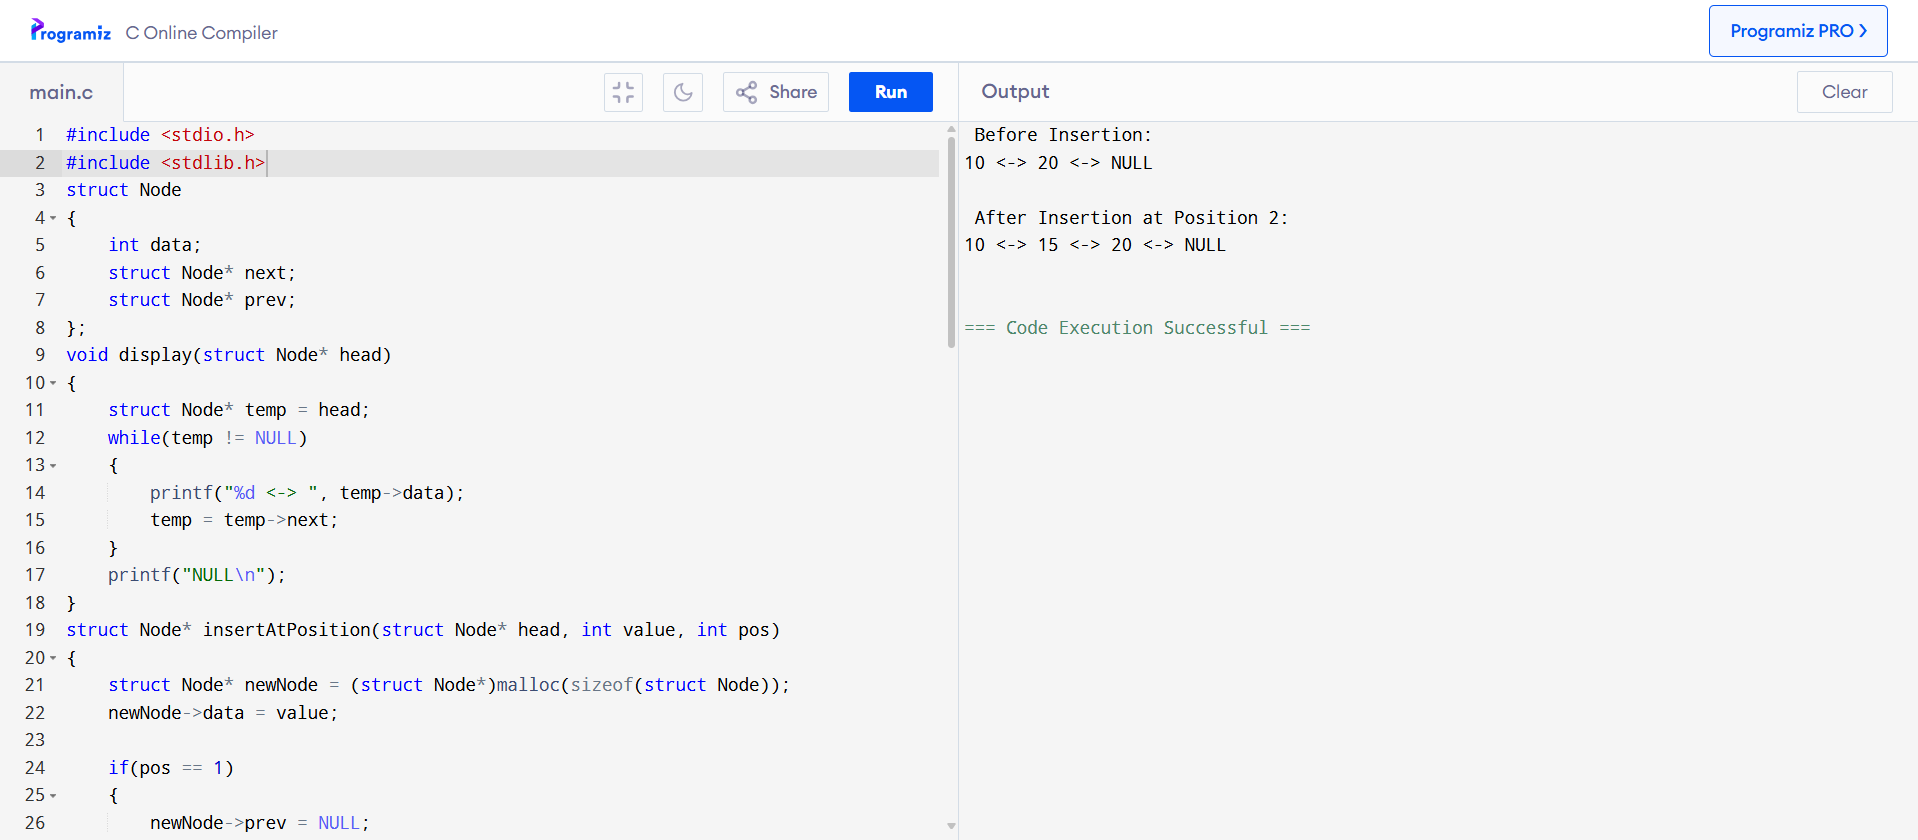 Programiz C Online Compiler
Programiz PRO >
main.c
Share
Run
Output
Clear
1 #include <stdio.h>
2 #include <stdlib.h>
3 struct Node
4 {
5     int data;
6     struct Node* next;
7     struct Node* prev;
8 };
9 void display(struct Node* head)
10 {
11     struct Node* temp = head;
12     while(temp != NULL)
13     {
14         printf("%d <-> ", temp->data);
15         temp = temp->next;
16     }
17     printf("NULL\n");
18 }
19 struct Node* insertAtPosition(struct Node* head, int value, int pos)
20 {
21     struct Node* newNode = (struct Node*)malloc(sizeof(struct Node));
22     newNode->data = value;
23
24     if(pos == 1)
25     {
26         newNode->prev = NULL;
Before Insertion:
10 <-> 20 <-> NULL
After Insertion at Position 2:
10 <-> 15 <-> 20 <-> NULL
=== Code Execution Successful ===